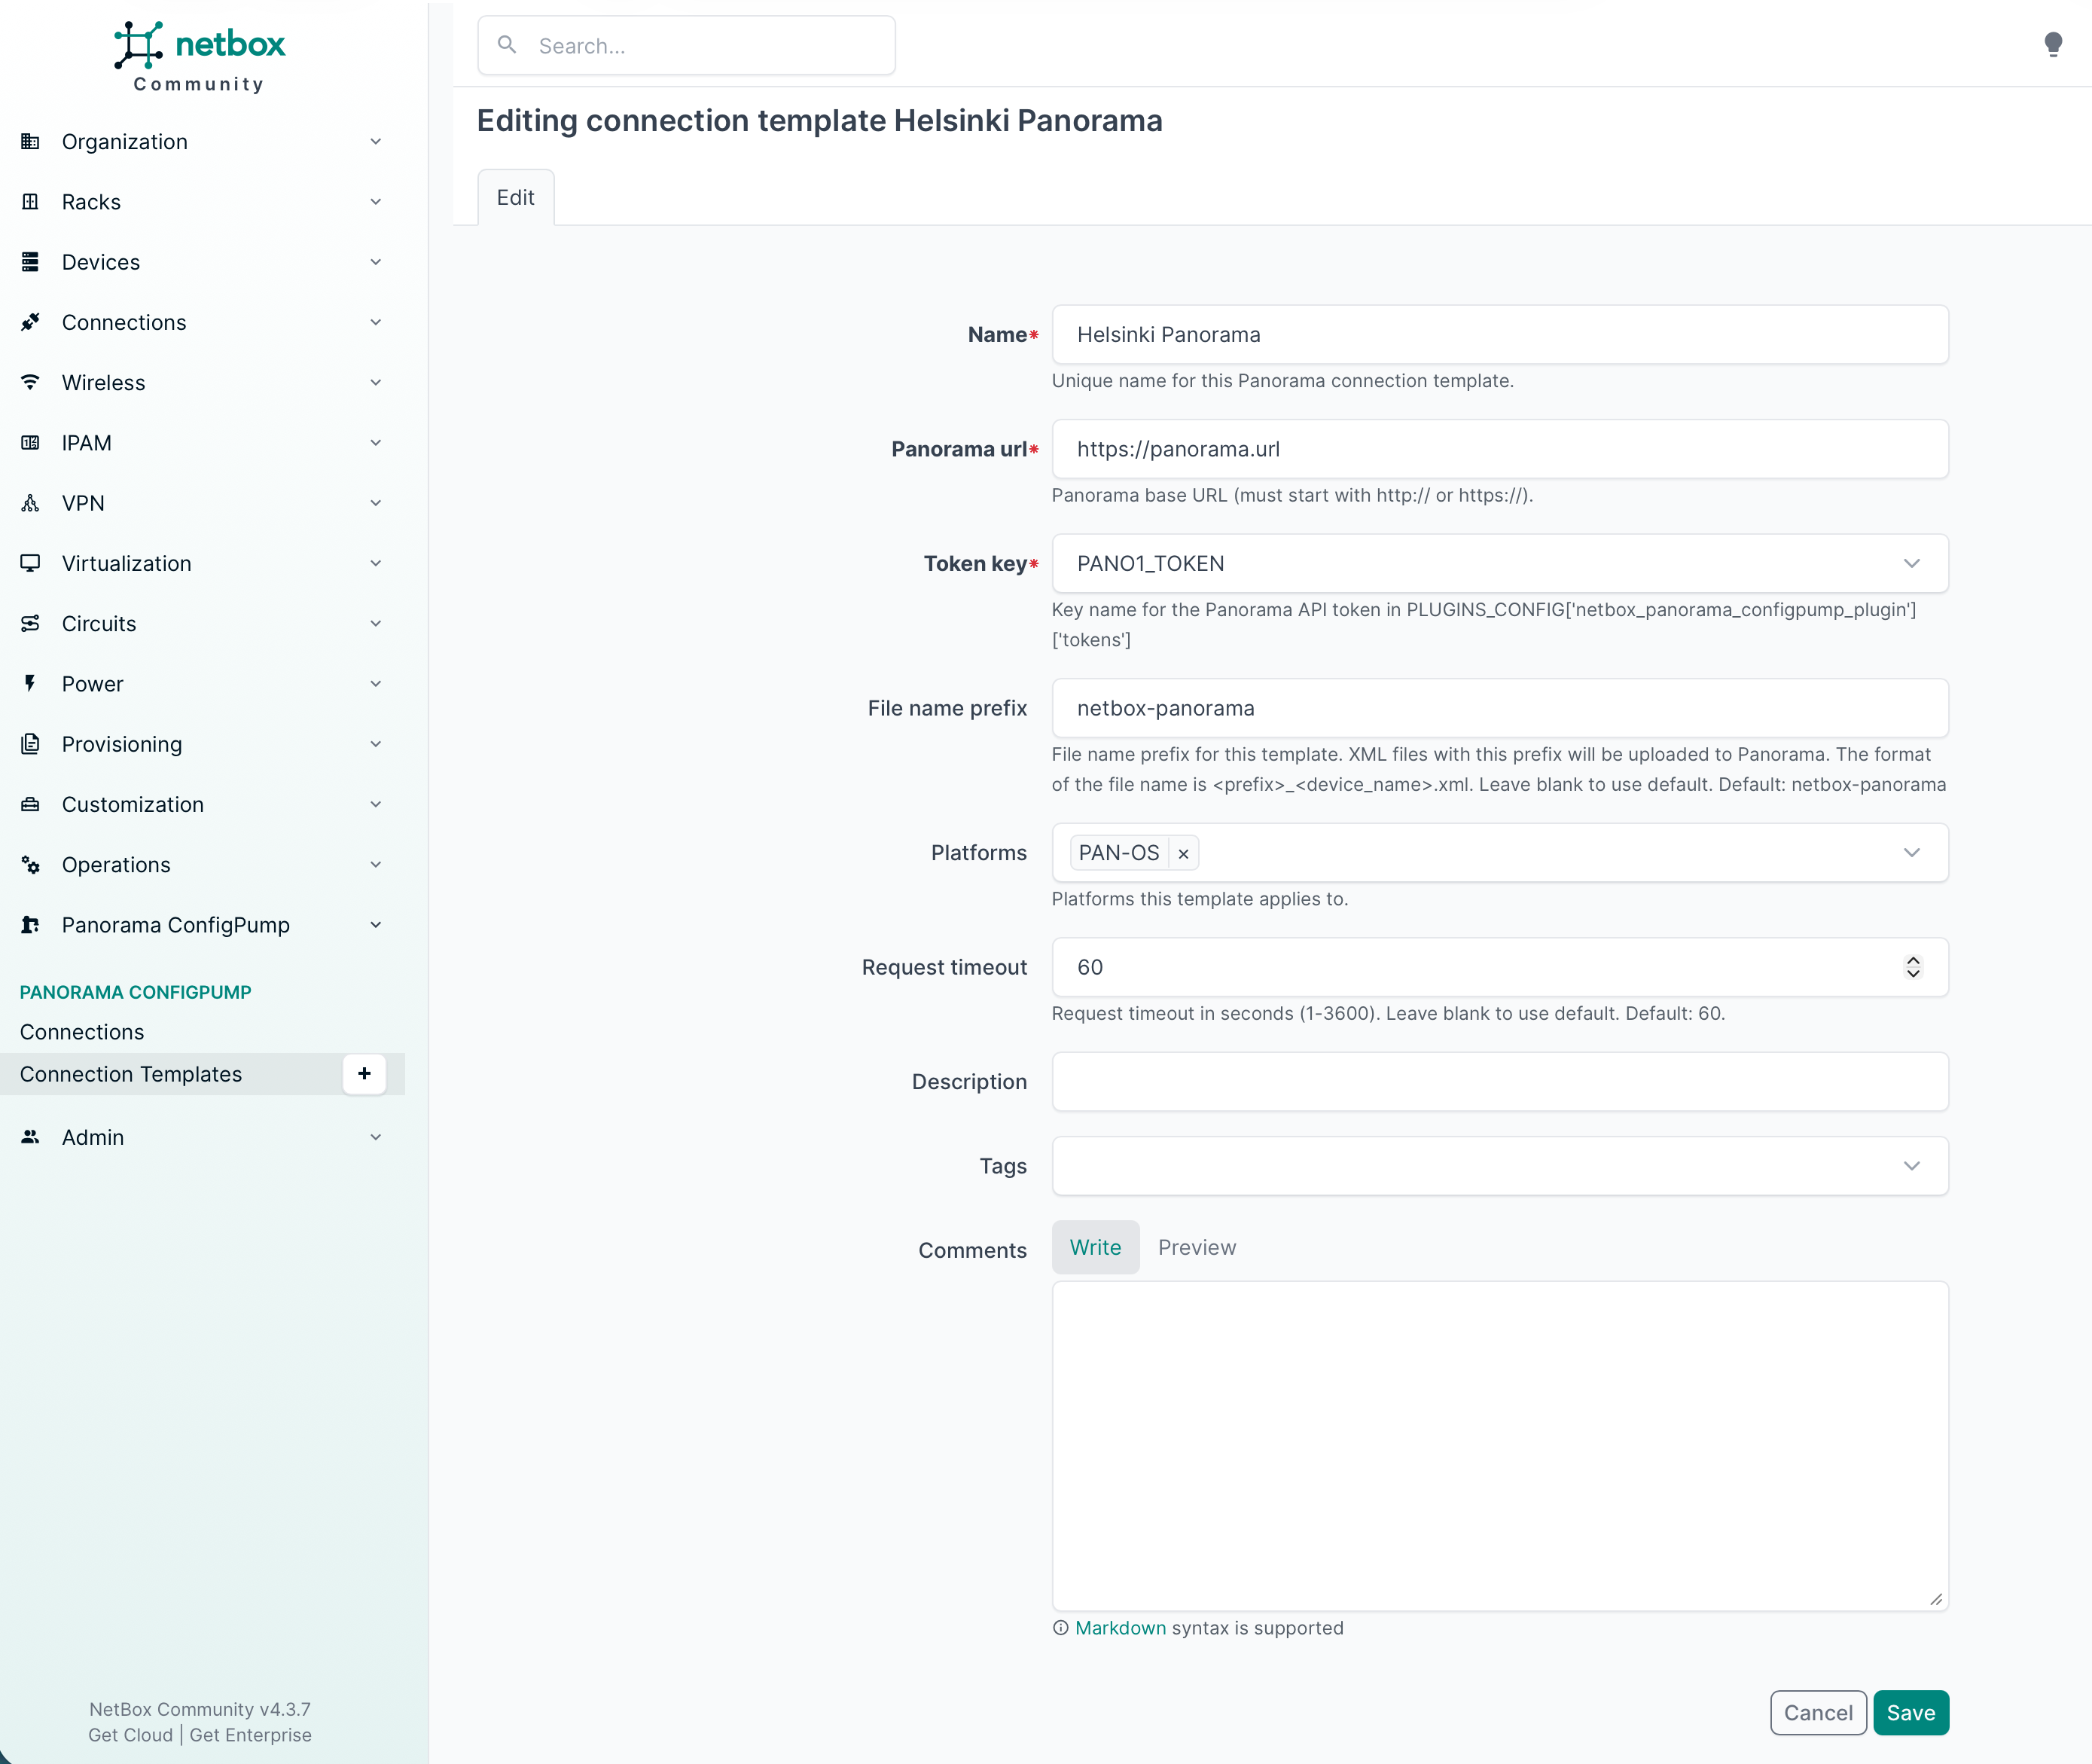 netbox
Community
Search...
Editing connection template Helsinki Panorama
Edit
Organization
Racks
Devices
Connections
Wireless
IPAM
VPN
Virtualization
Circuits
Power
Provisioning
Customization
Operations
Panorama ConfigPump
PANORAMA CONFIGPUMP
Connections
Connection Templates
+
Admin
NetBox Community v4.3.7
Get Cloud | Get Enterprise
Name*
Helsinki Panorama
Unique name for this Panorama connection template.
Panorama url*
https://panorama.url
Panorama base URL (must start with http:// or https://).
Token key*
PANO1_TOKEN
Key name for the Panorama API token in PLUGINS_CONFIG['netbox_panorama_configpump_plugin']
['tokens']
File name prefix
netbox-panorama
File name prefix for this template. XML files with this prefix will be uploaded to Panorama. The format
of the file name is <prefix>_<device_name>.xml. Leave blank to use default. Default: netbox-panorama
Platforms
PAN-OS ×
Platforms this template applies to.
Request timeout
60
Request timeout in seconds (1-3600). Leave blank to use default. Default: 60.
Description
Tags
Comments
Write Preview
Markdown syntax is supported
Cancel Save